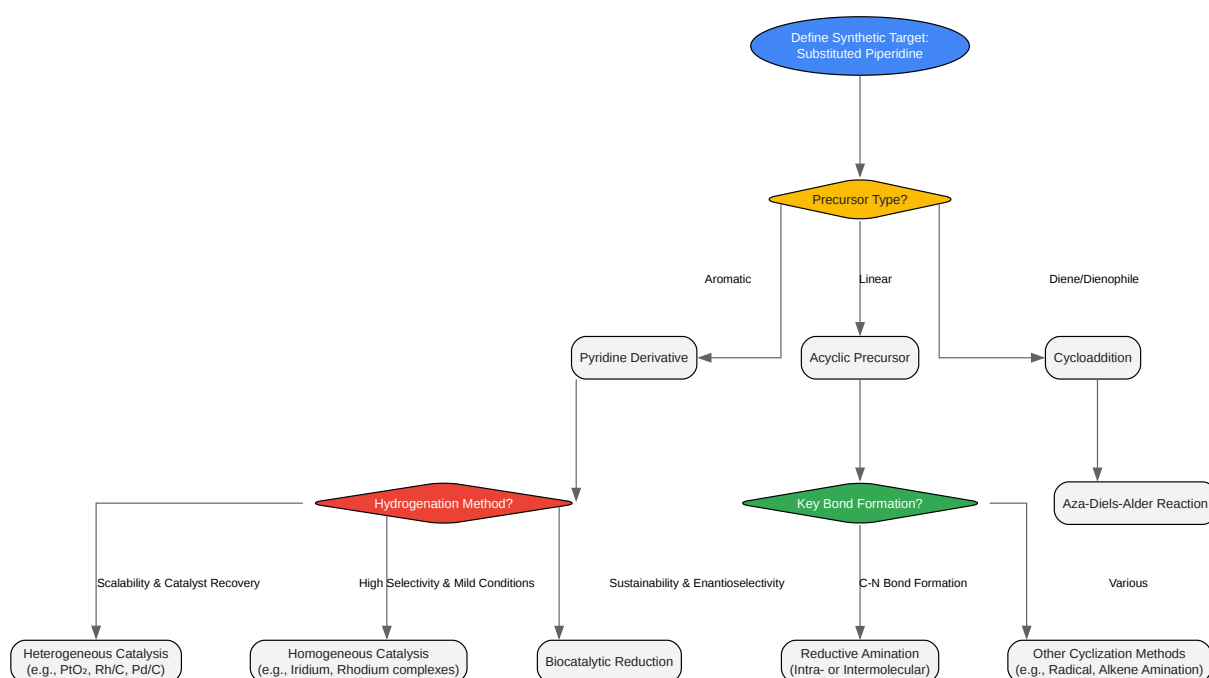 Define Synthetic Target:
Substituted Piperidine
Precursor Type?
Aromatic
Linear
Diene/Dienophile
Pyridine Derivative
Acyclic Precursor
Cycloaddition
Hydrogenation Method?
Key Bond Formation?
Aza-Diels-Alder Reaction
Scalability & Catalyst Recovery
High Selectivity & Mild Conditions
Sustainability & Enantioselectivity
C-N Bond Formation
Various
Heterogeneous Catalysis
(e.g., PtO₂, Rh/C, Pd/C)
Homogeneous Catalysis
(e.g., Iridium, Rhodium complexes)
Biocatalytic Reduction
Reductive Amination
(Intra- or Intermolecular)
Other Cyclization Methods
(e.g., Radical, Alkene Amination)